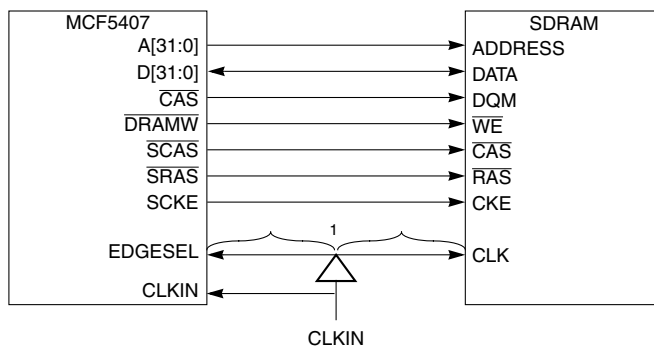 MCF5407
SDRAM
A[31:0]
ADDRESS
D[31:0]
DATA
CAS
DQM
DRAMW
WE
SCAS
CAS
SRAS
RAS
SCKE
CKE
1
EDGESEL
CLK
CLKIN
CLKIN